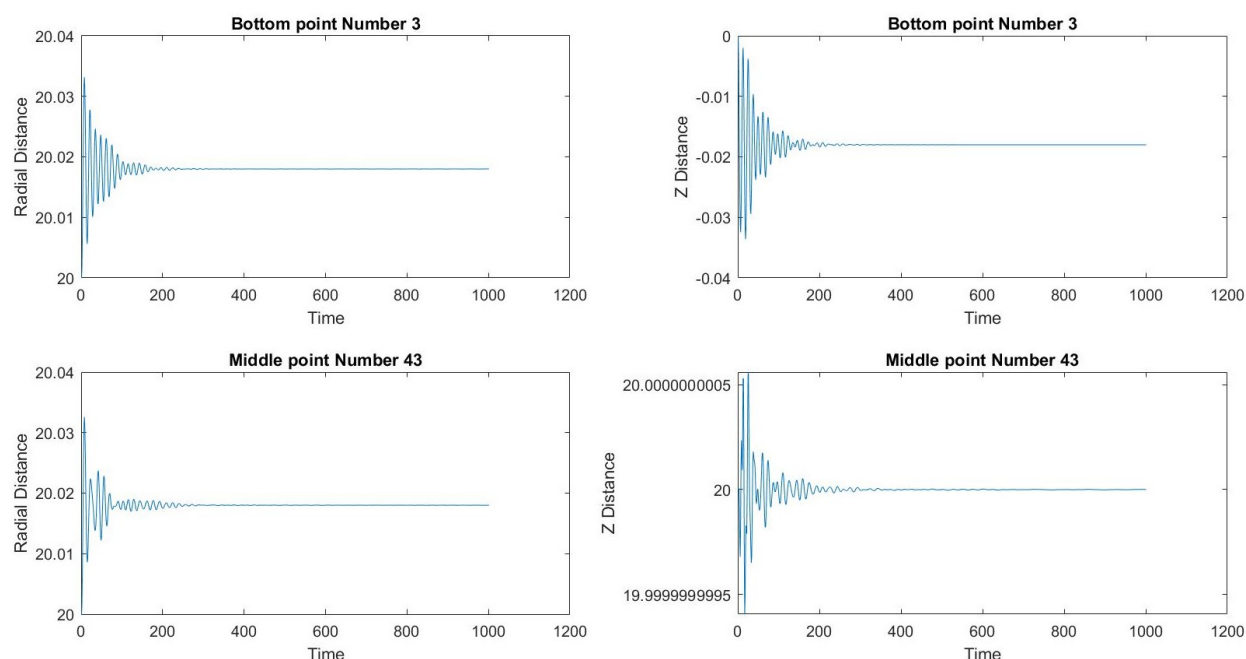 Bottom point Number 3
20.04
20.03
20.02
20.01
20
Radial Distance
0 200 400 600 800 1000 1200
Time
Bottom point Number 3
0
-0.01
-0.02
-0.03
-0.04
Z Distance
0 200 400 600 800 1000 1200
Time
Middle point Number 43
20.04
20.03
20.02
20.01
20
Radial Distance
0 200 400 600 800 1000 1200
Time
Middle point Number 43
20.0000000005
20
19.9999999995
Z Distance
0 200 400 600 800 1000 1200
Time